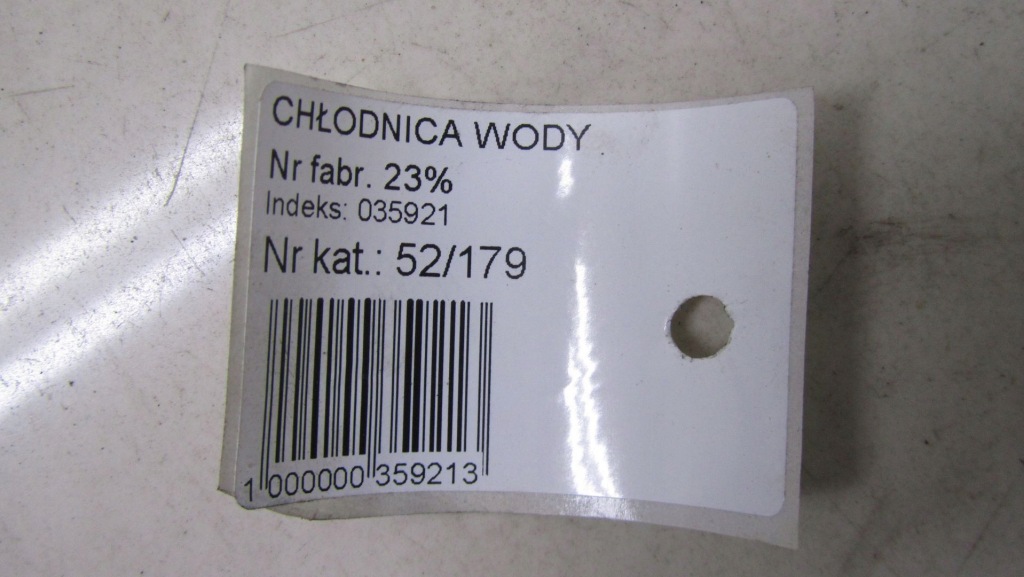 CHŁODNICA WODY
Nr fabr. 23%
Indeks: 035921
Nr kat.: 52/179
1 000000 359213